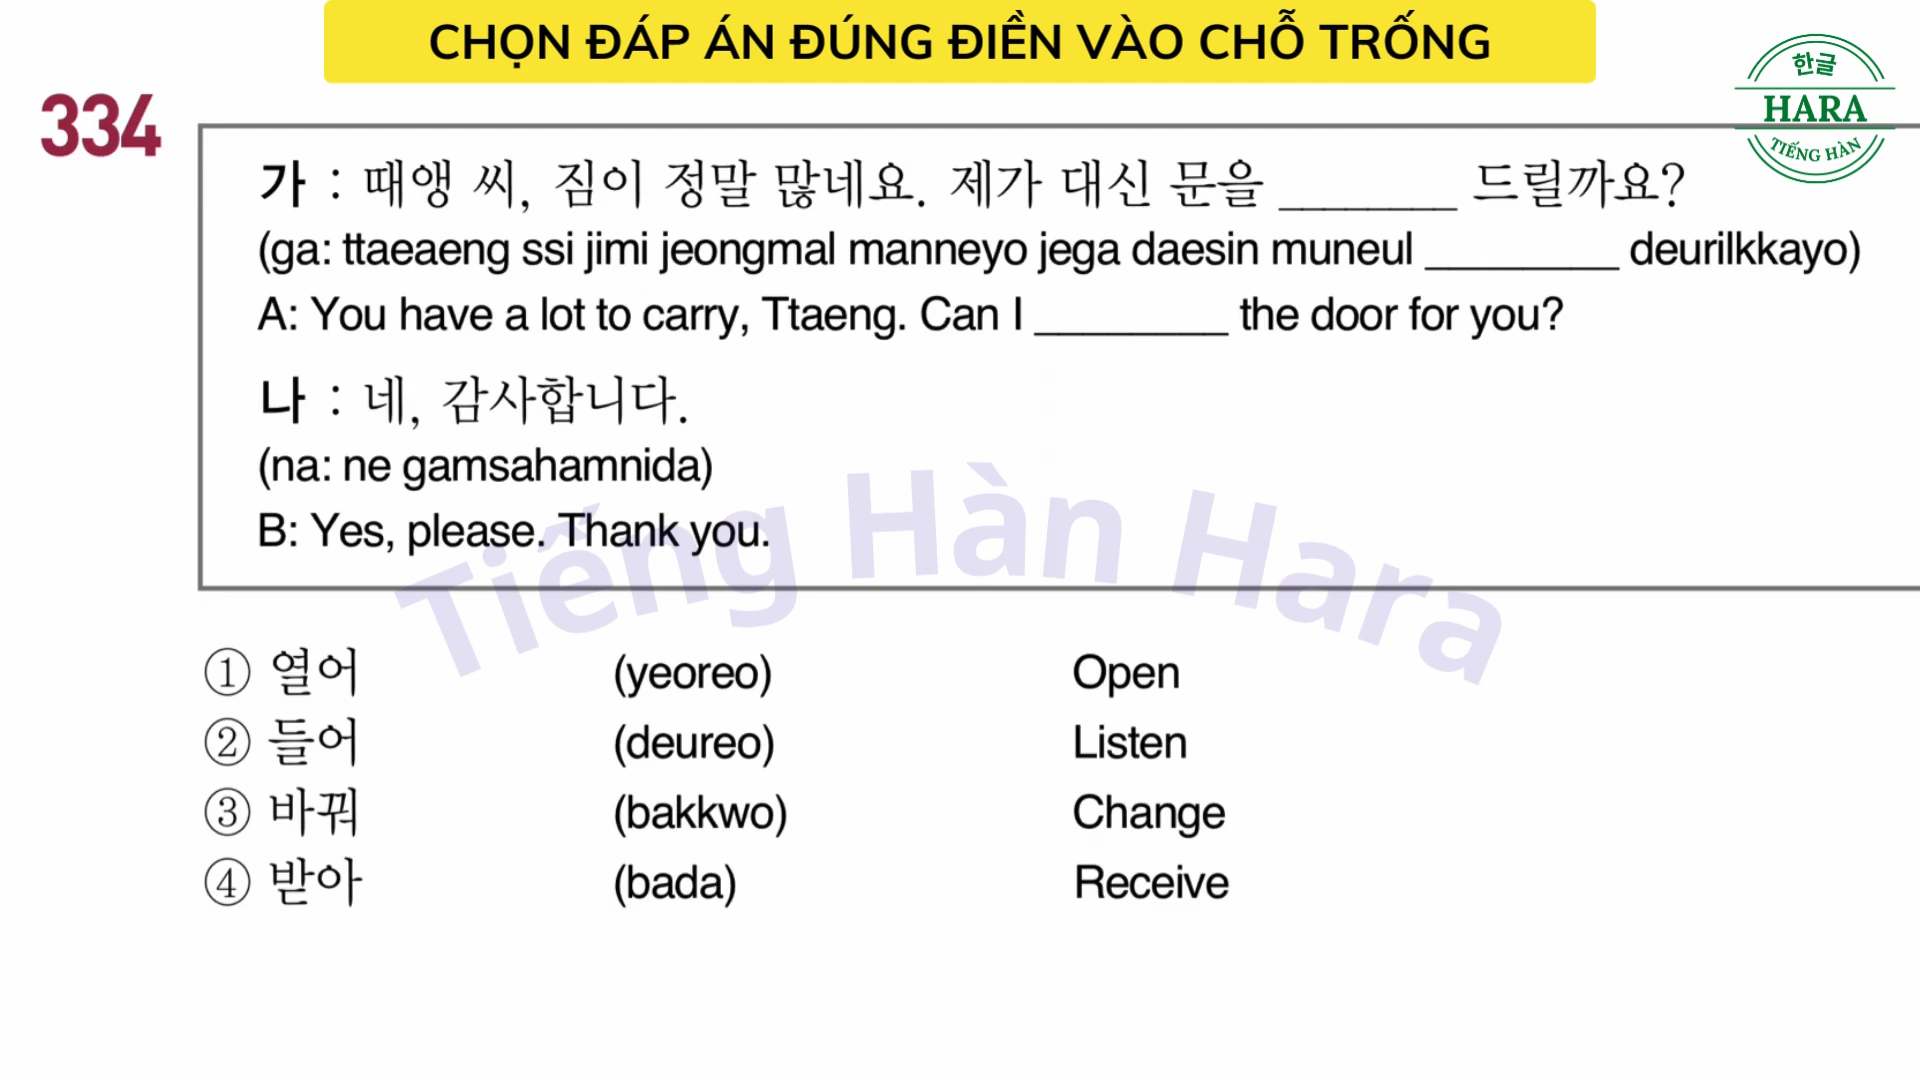 CHỌN ĐÁP ÁN ĐÚNG ĐIỀN VÀO CHỖ TRỐNG
한글
HARA
TIẾNG HÀN
334
가 : 때앵 씨, 짐이 정말 많네요. 제가 대신 문을 ________ 드릴까요?
(ga: ttaeaeng ssi jimi jeongmal manneyo jega daesin muneul ________ deurilkkayo)
A: You have a lot to carry, Ttaeng. Can I ________ the door for you?
나 : 네, 감사합니다.
(na: ne gamsahamnida)
B: Yes, please. Thank you.
Tiếng Hàn Hara
① 열어 (yeoreo) Open
② 들어 (deureo) Listen
③ 바꿔 (bakkwo) Change
④ 받아 (bada) Receive